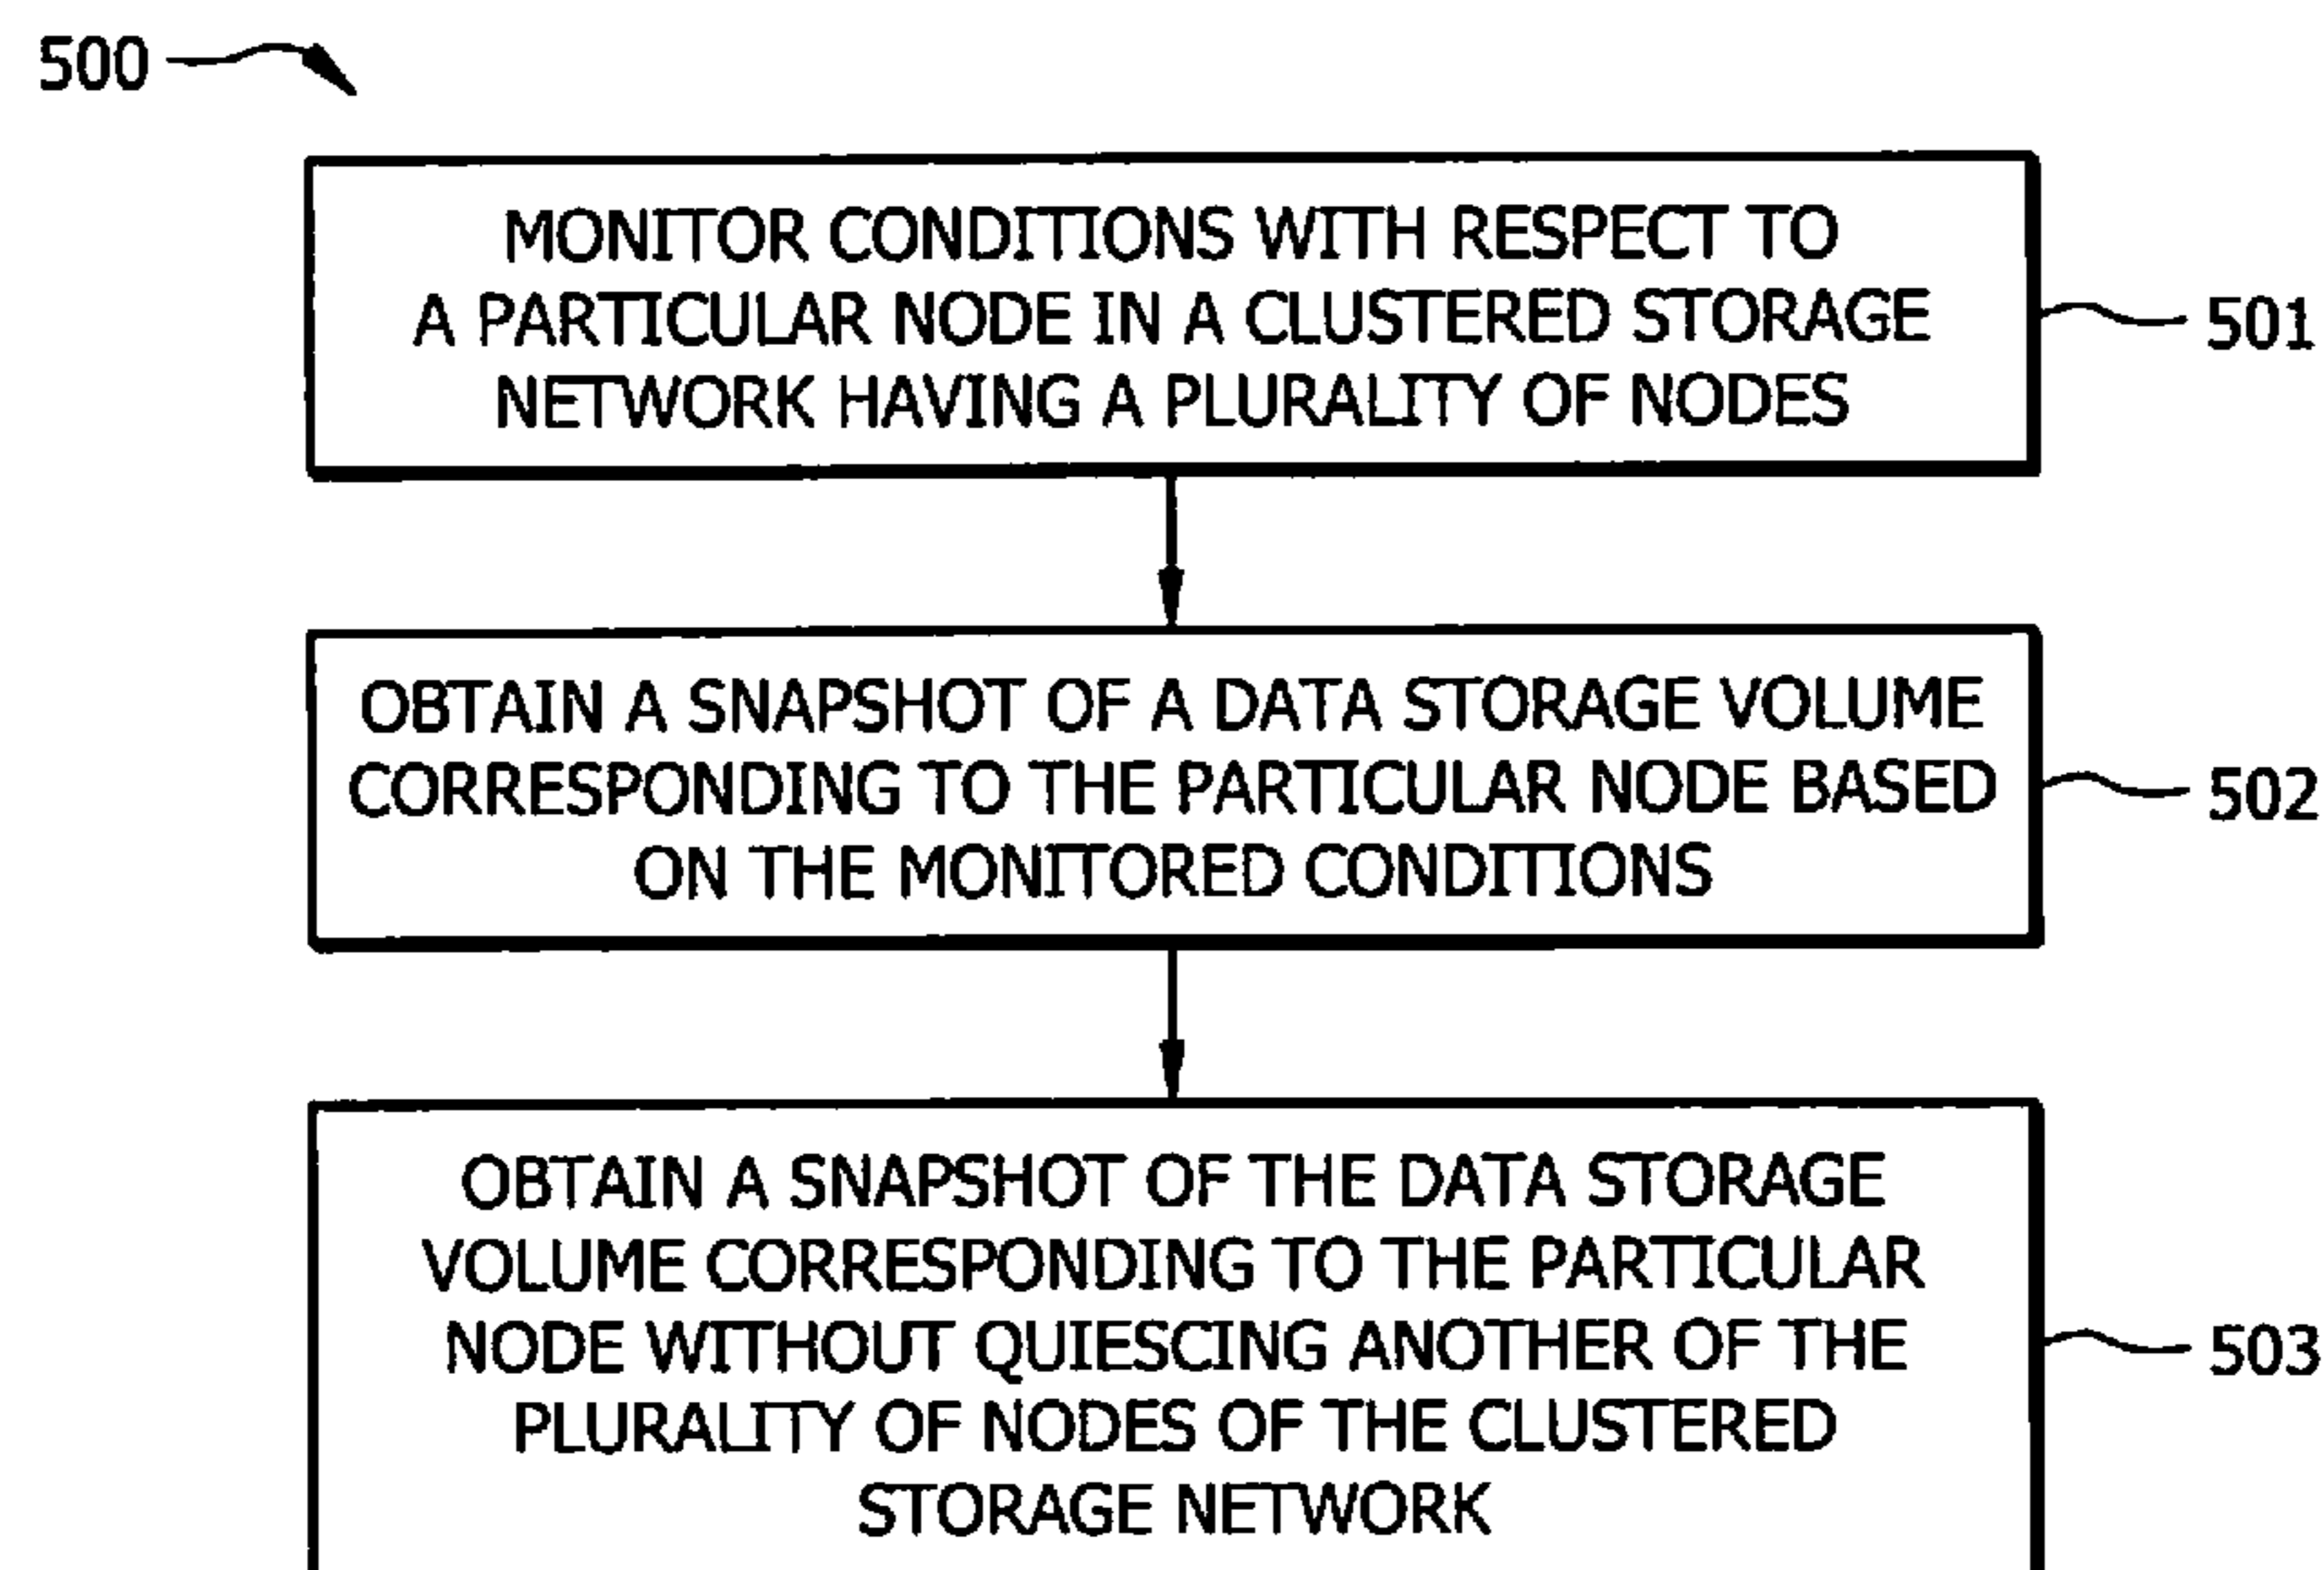 500
MONITOR CONDITIONS WITH RESPECT TO
A PARTICULAR NODE IN A CLUSTERED STORAGE
NETWORK HAVING A PLURALITY OF NODES
501
OBTAIN A SNAPSHOT OF A DATA STORAGE VOLUME
CORRESPONDING TO THE PARTICULAR NODE BASED
ON THE MONITORED CONDITIONS
502
OBTAIN A SNAPSHOT OF THE DATA STORAGE
VOLUME CORRESPONDING TO THE PARTICULAR
NODE WITHOUT QUIESCING ANOTHER OF THE
PLURALITY OF NODES OF THE CLUSTERED
STORAGE NETWORK
503